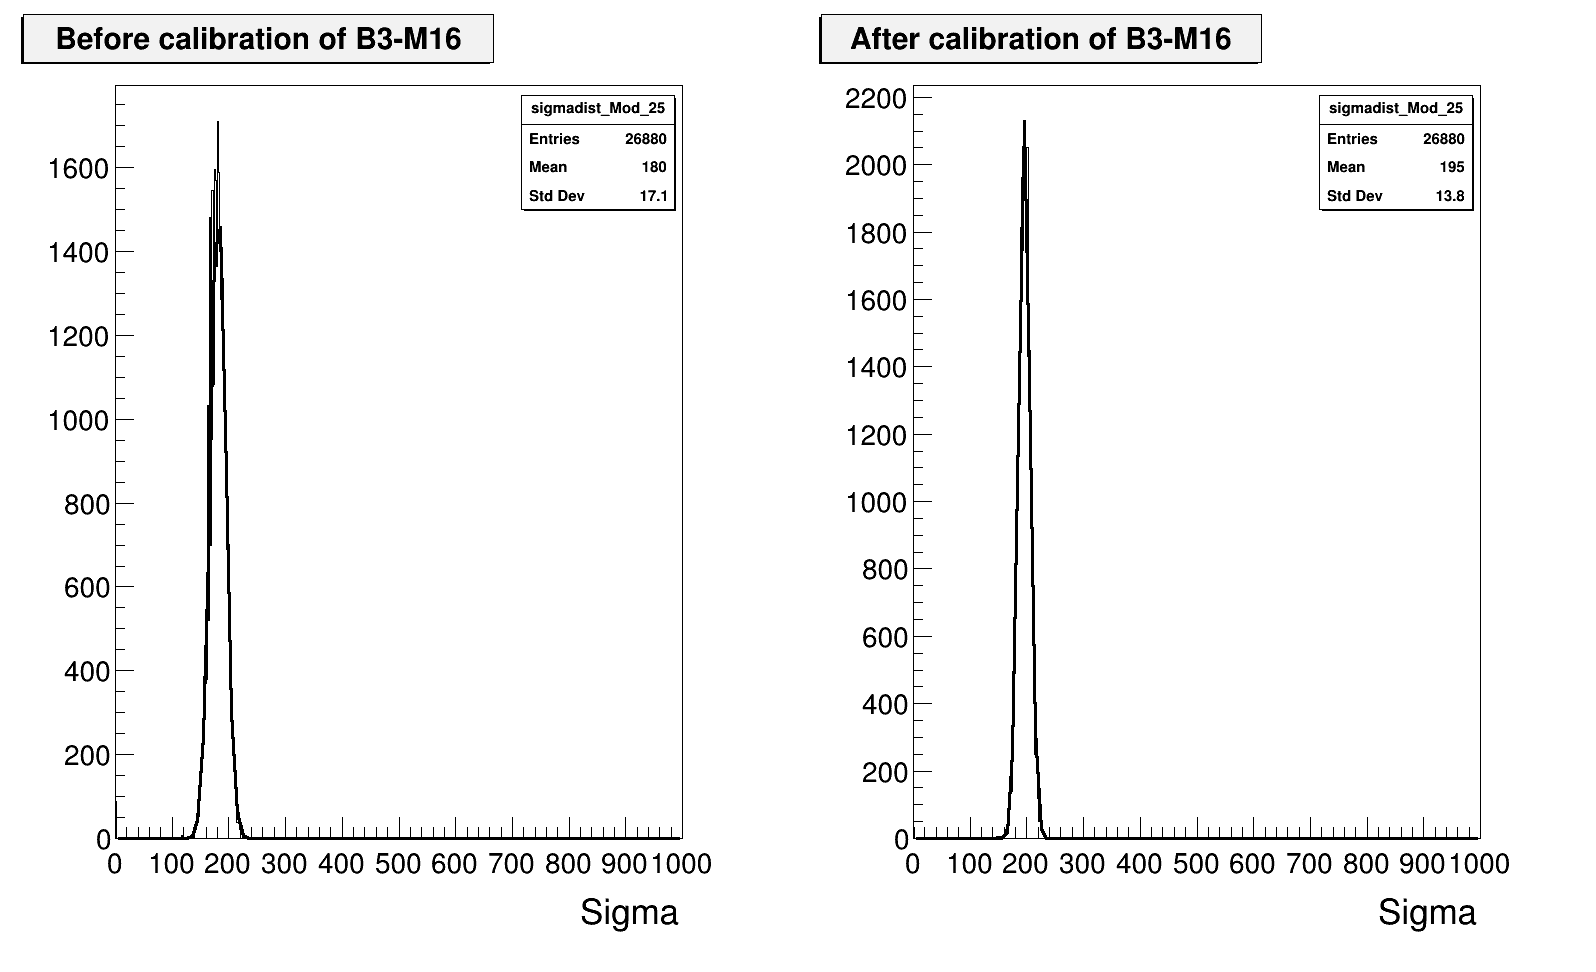 Before calibration of B3-M16
sigmadist_Mod_25
Entries 26880
Mean 180
Std Dev 17.1
1600
1400
1200
1000
800
600
400
200
0
0 100 200 300 400 500 600 700 800 900 1000
Sigma
After calibration of B3-M16
sigmadist_Mod_25
Entries 26880
Mean 195
Std Dev 13.8
2200
2000
1800
1600
1400
1200
1000
800
600
400
200
0
0 100 200 300 400 500 600 700 800 900 1000
Sigma